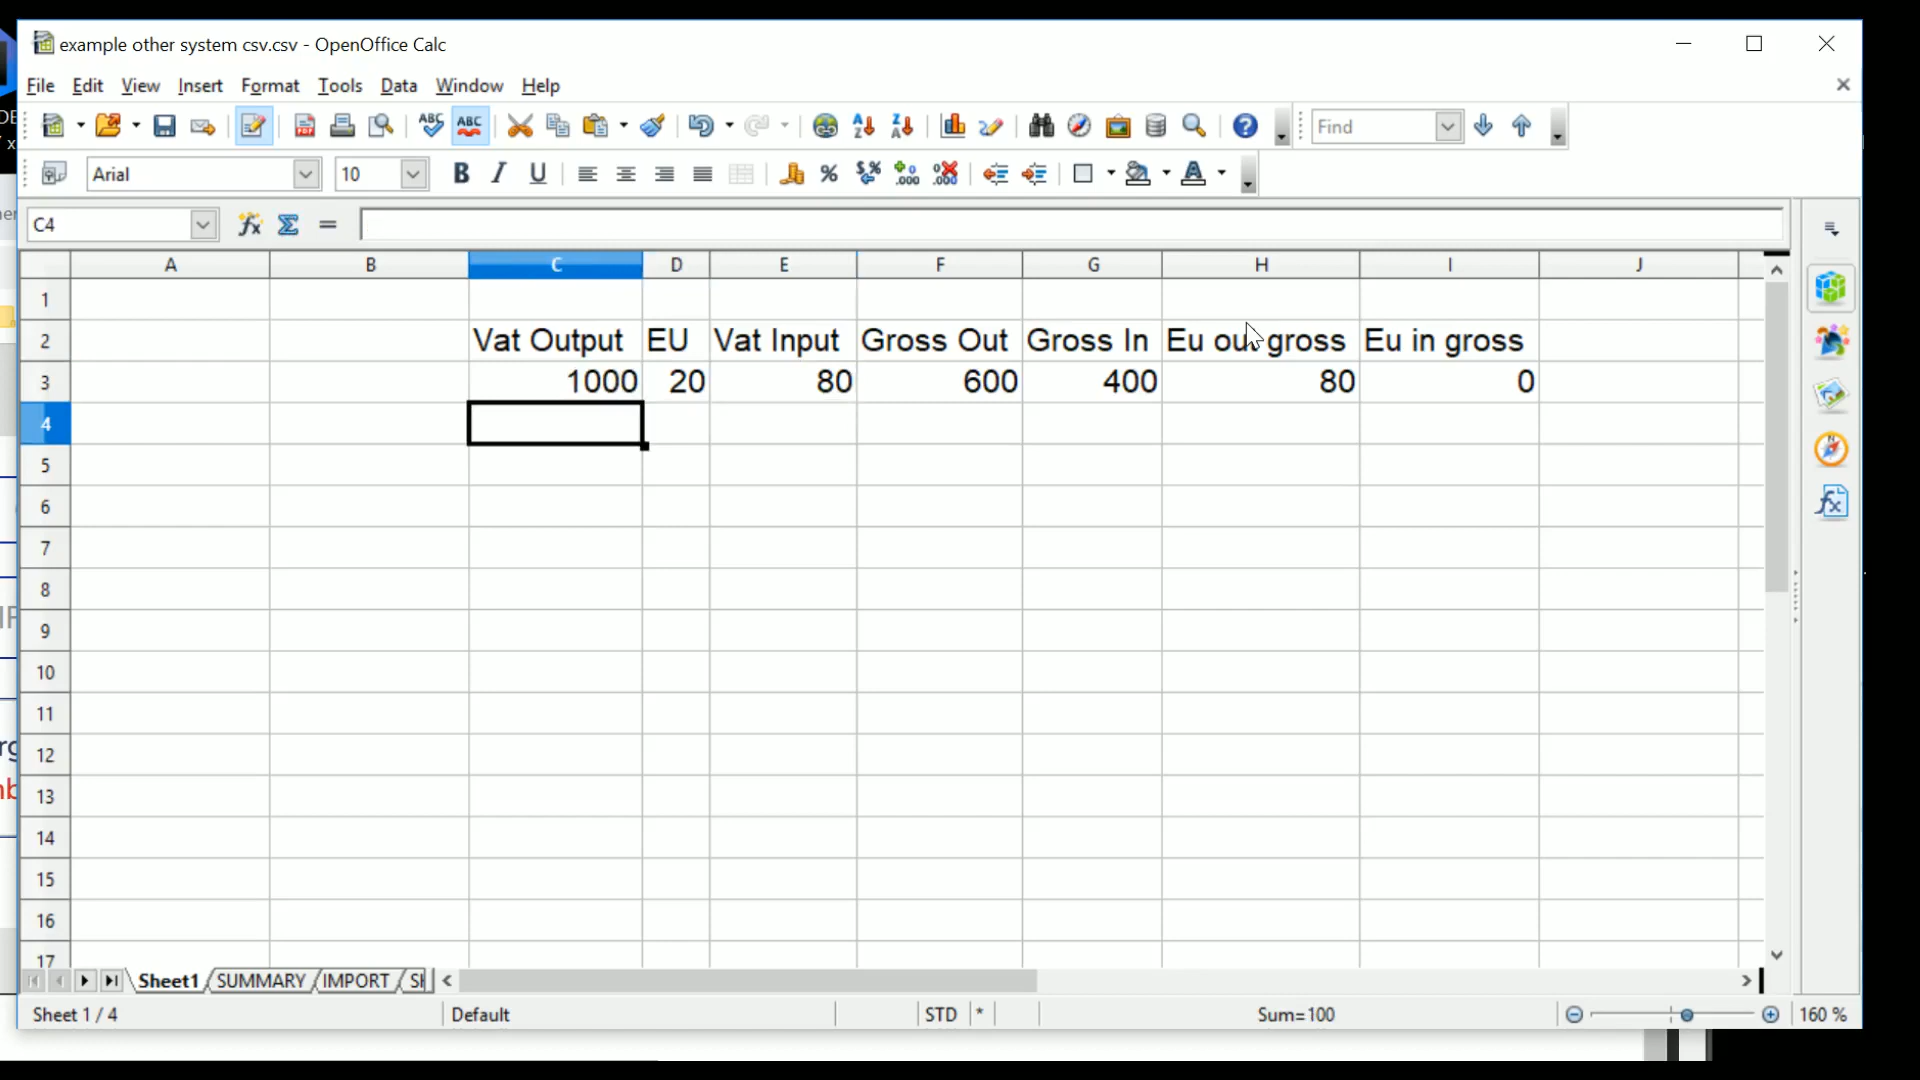 example other system csv.csv - OpenOffice Calc
File Edit View Insert Format Tools Data Window Help
Find
Arial 10
C4
A B C D E F G H I J
1
2 Vat Output EU Vat Input Gross Out Gross In Eu out gross Eu in gross
3 1000 20 80 600 400 80 0
4
5
6
7
8
9
10
11
12
13
14
15
16
17
Sheet1 SUMMARY IMPORT
Sheet 1 / 4 Default STD * Sum=100 160 %